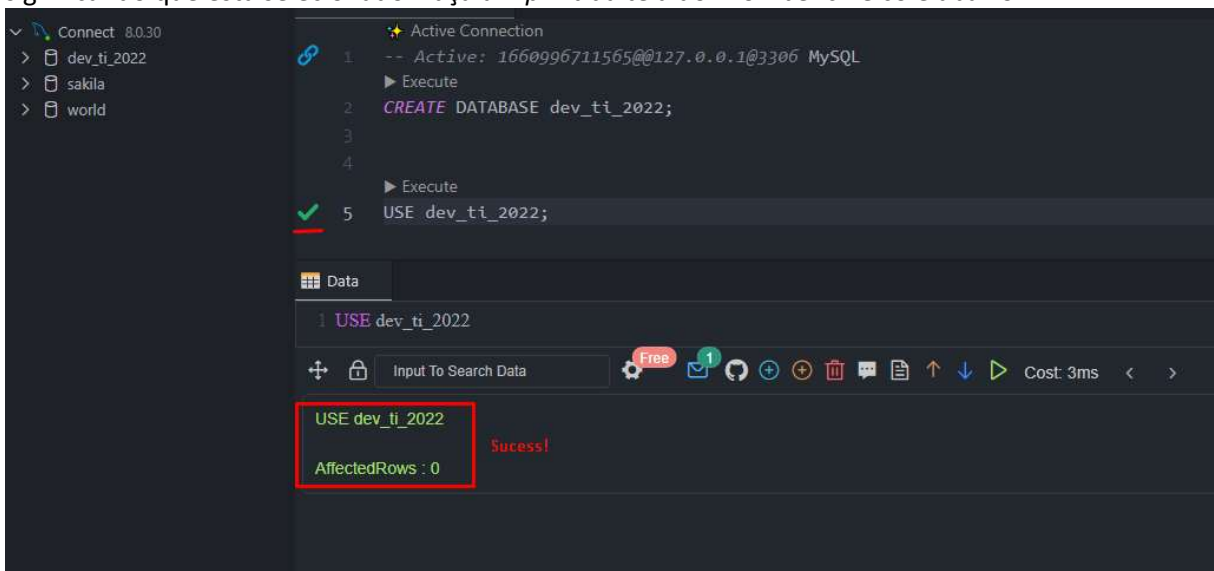 Connect 8.0.30
dev_ti_2022
sakila
world
Active Connection
1 -- Active: 1660996711565@@127.0.0.1@3306 MySQL
Execute
2 CREATE DATABASE dev_ti_2022;
3
4
Execute
5 USE dev_ti_2022;
Data
1 USE dev_ti_2022
Input To Search Data Free 1 Cost: 3ms < >
USE dev_ti_2022
Sucess!
AffectedRows : 0